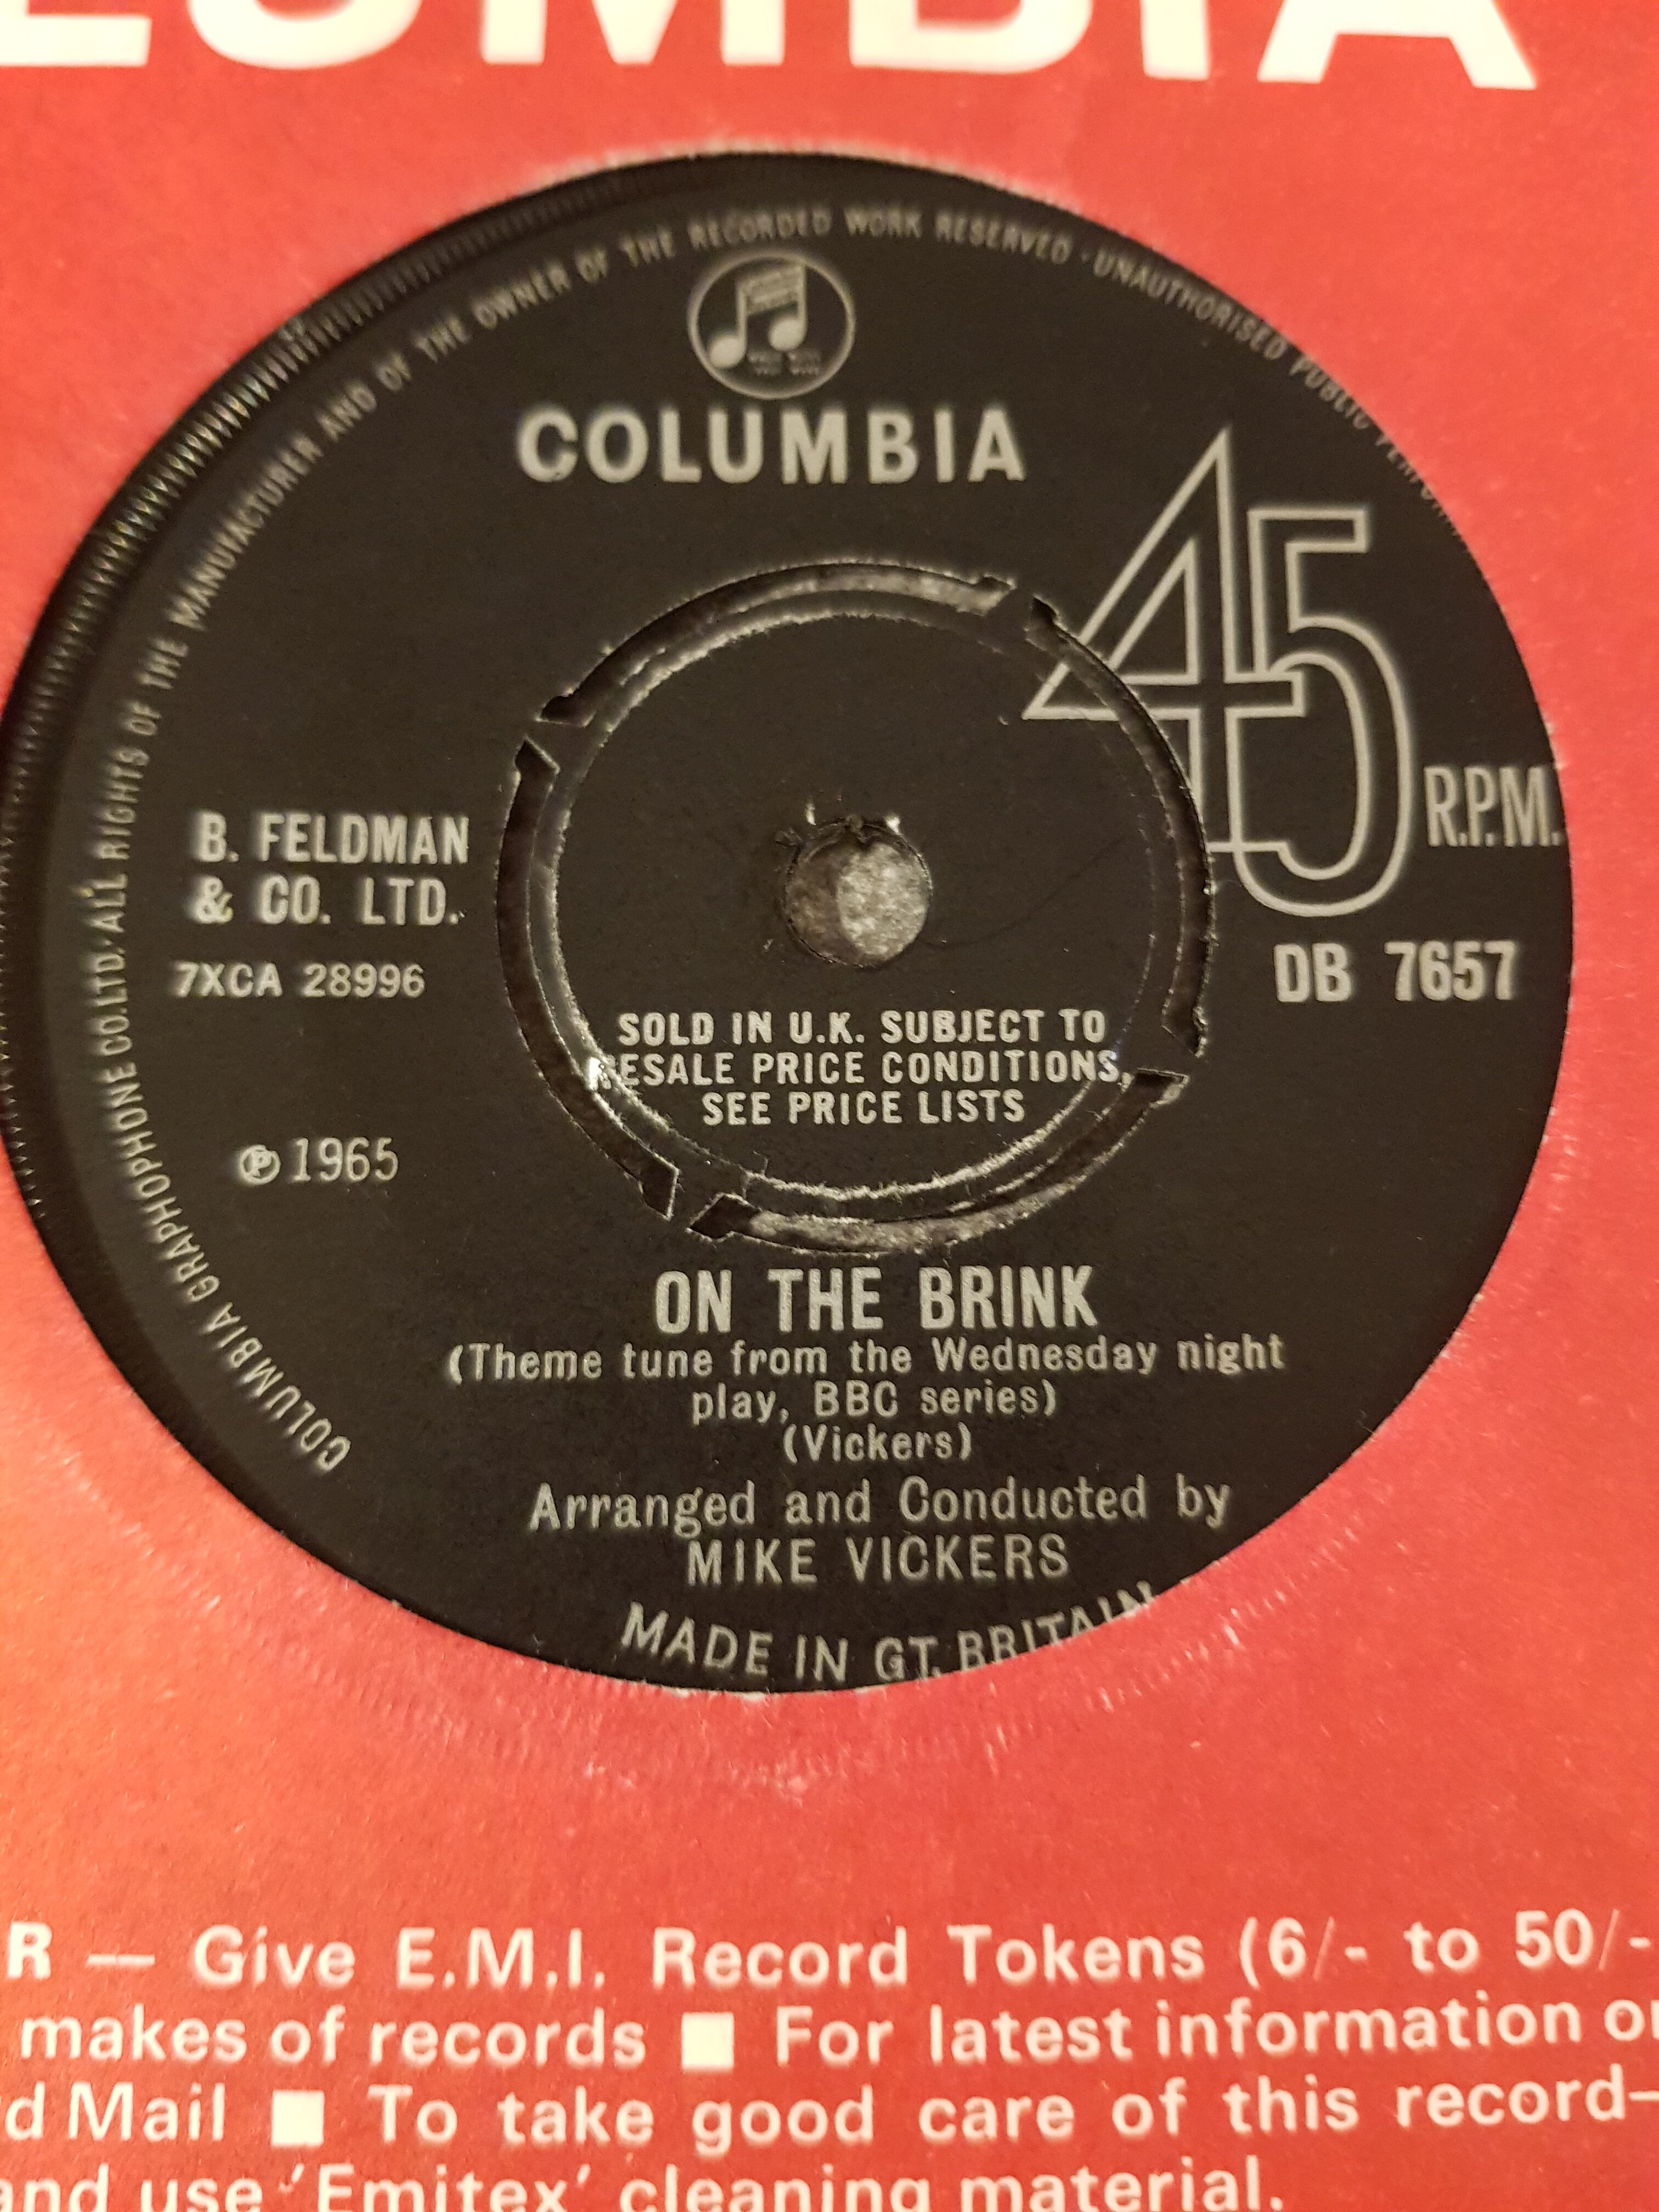 LUMBIA
COLUMBIA GRAPHOPHONE CO. LTD. ALL RIGHTS OF THE MANUFACTURER AND OF THE OWNER OF THE RECORDED WORK RESERVED · UNAUTHORISED PUBLIC
COLUMBIA
45
R.P.M.
B. FELDMAN
& CO. LTD.
7XCA 28996
DB 7657
SOLD IN U.K. SUBJECT TO
RESALE PRICE CONDITIONS,
SEE PRICE LISTS
℗ 1965
ON THE BRINK
(Theme tune from the Wednesday night
play, BBC series)
(Vickers)
Arranged and Conducted by
MIKE VICKERS
MADE IN GT. BRITAIN
R — Give E.M.I. Record Tokens (6/- to 50/-
makes of records ■ For latest information
d Mail ■ To take good care of this record—
and use 'Emitex' cleaning material.